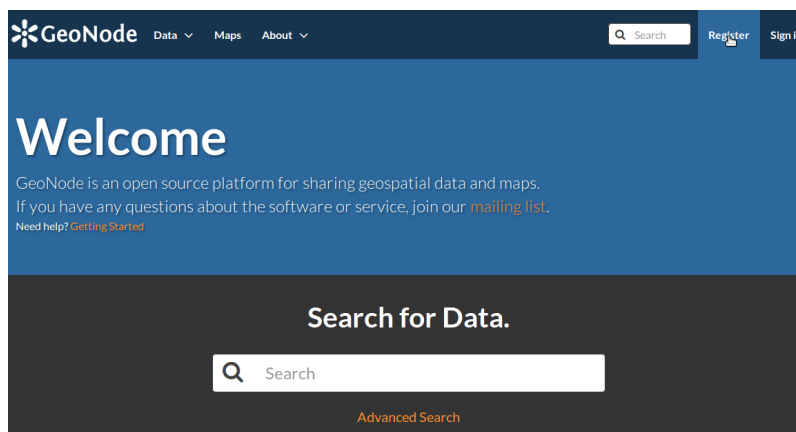 GeoNode Data Maps About Search Register Sign i
Welcome
GeoNode is an open source platform for sharing geospatial data and maps.
If you have any questions about the software or service, join our mailing list.
Need help? Getting Started
Search for Data.
Search
Advanced Search